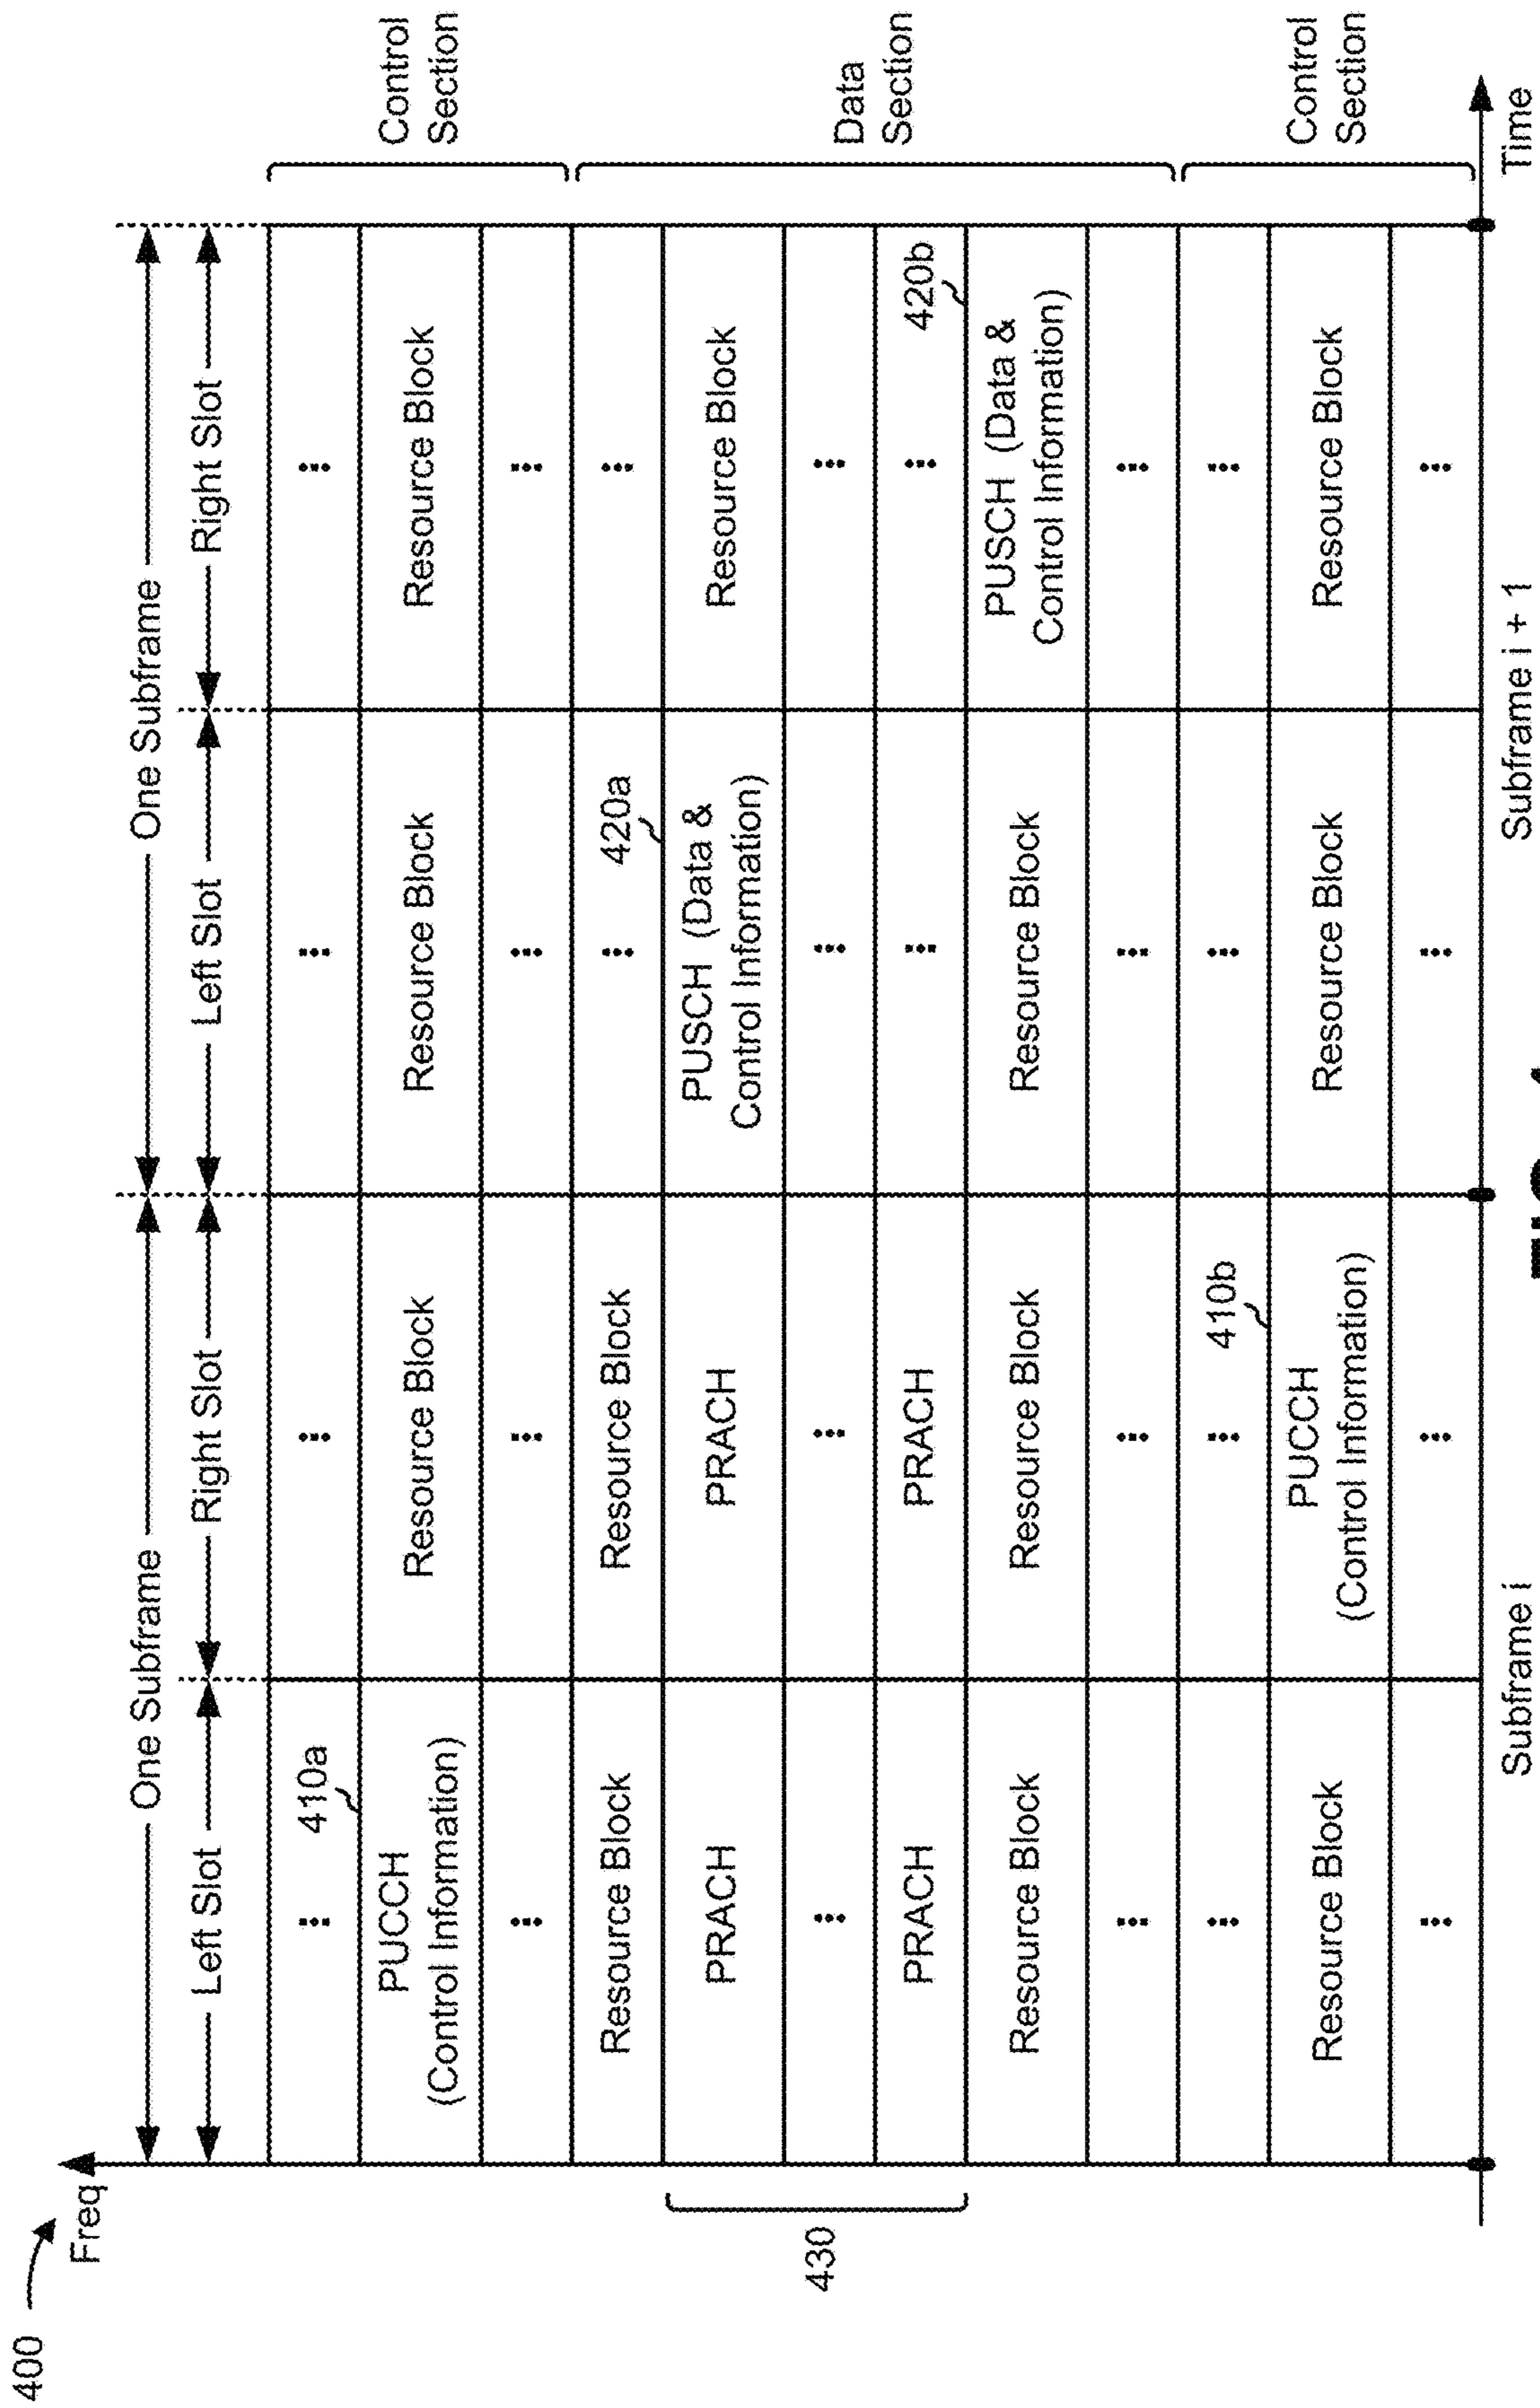 400
Freq
One Subframe
One Subframe
Left Slot
Right Slot
Left Slot
Right Slot
410a
PUCCH
(Control Information)
Resource Block
Resource Block
Resource Block
Control
Section
Resource Block
Resource Block
420a
430
PRACH
PRACH
PUSCH (Data &
Control Information)
Resource Block
Data
Section
PRACH
PRACH
420b
Resource Block
Resource Block
Resource Block
PUSCH (Data &
Control Information)
410b
Resource Block
PUCCH
(Control Information)
Resource Block
Resource Block
Control
Section
Subframe i
Subframe i + 1
Time